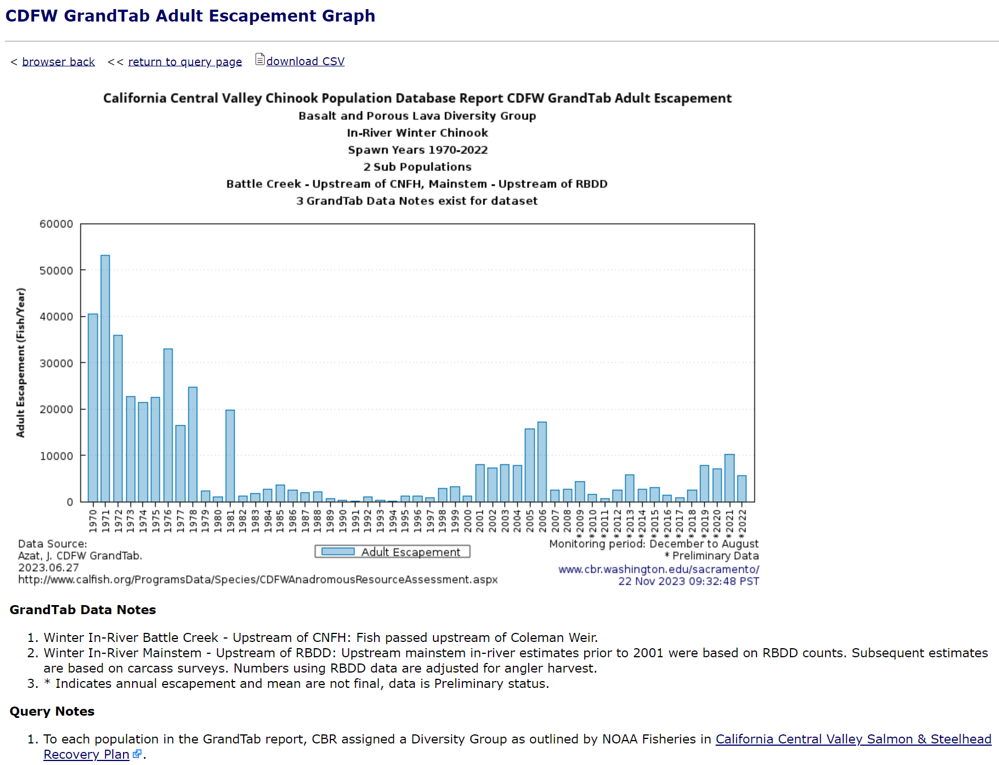 CDFW GrandTab Adult Escapement Graph
< browser back << return to query page download CSV
California Central Valley Chinook Population Database Report CDFW GrandTab Adult Escapement
Basalt and Porous Lava Diversity Group
In-River Winter Chinook
Spawn Years 1970-2022
2 Sub Populations
Battle Creek - Upstream of CNFH, Mainstem - Upstream of RBDD
3 GrandTab Data Notes exist for dataset
Adult Escapement (Fish/Year)
60000
50000
40000
30000
20000
10000
0
1970 1971 1972 1973 1974 1975 1976 1977 1978 1979 1980 1981 1982 1983 1984 1985 1986 1987 1988 1989 1990 1991 1992 1993 1994 1995 1996 1997 1998 1999 2000 2001 2002 2003 2004 2005 2006 2007 2008 *2009 *2010 *2011 *2012 *2013 *2014 *2015 *2016 *2017 *2018 *2019 *2020 *2021 *2022
Data Source:
Azat, J. CDFW GrandTab.
2023.06.27
http://www.calfish.org/ProgramsData/Species/CDFWAnadromousResourceAssessment.aspx
Adult Escapement
Monitoring period: December to August
* Preliminary Data
www.cbr.washington.edu/sacramento/
22 Nov 2023 09:32:48 PST
GrandTab Data Notes
1. Winter In-River Battle Creek - Upstream of CNFH: Fish passed upstream of Coleman Weir.
2. Winter In-River Mainstem - Upstream of RBDD: Upstream mainstem in-river estimates prior to 2001 were based on RBDD counts. Subsequent estimates
are based on carcass surveys. Numbers using RBDD data are adjusted for angler harvest.
3. * Indicates annual escapement and mean are not final, data is Preliminary status.
Query Notes
1. To each population in the GrandTab report, CBR assigned a Diversity Group as outlined by NOAA Fisheries in California Central Valley Salmon & Steelhead
Recovery Plan .